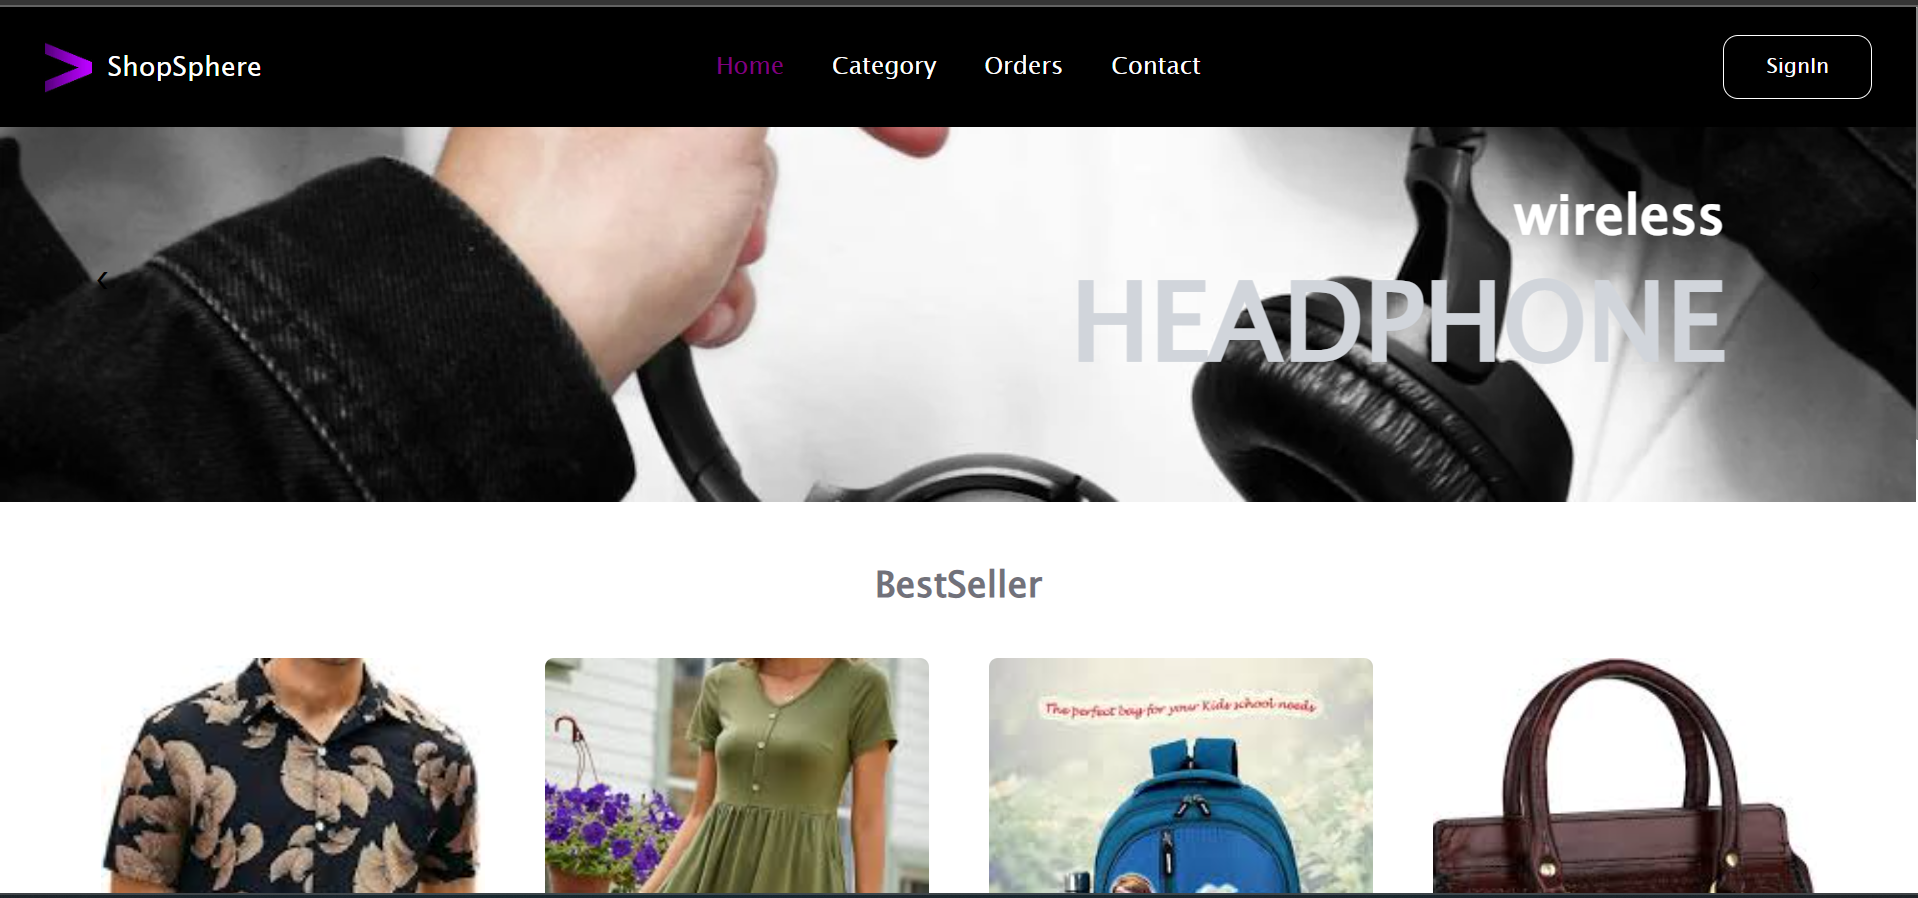 ShopSphere
Home Category Orders Contact
SignIn
wireless
HEADPHONE
BestSeller
The perfect bag for your Kids school needs